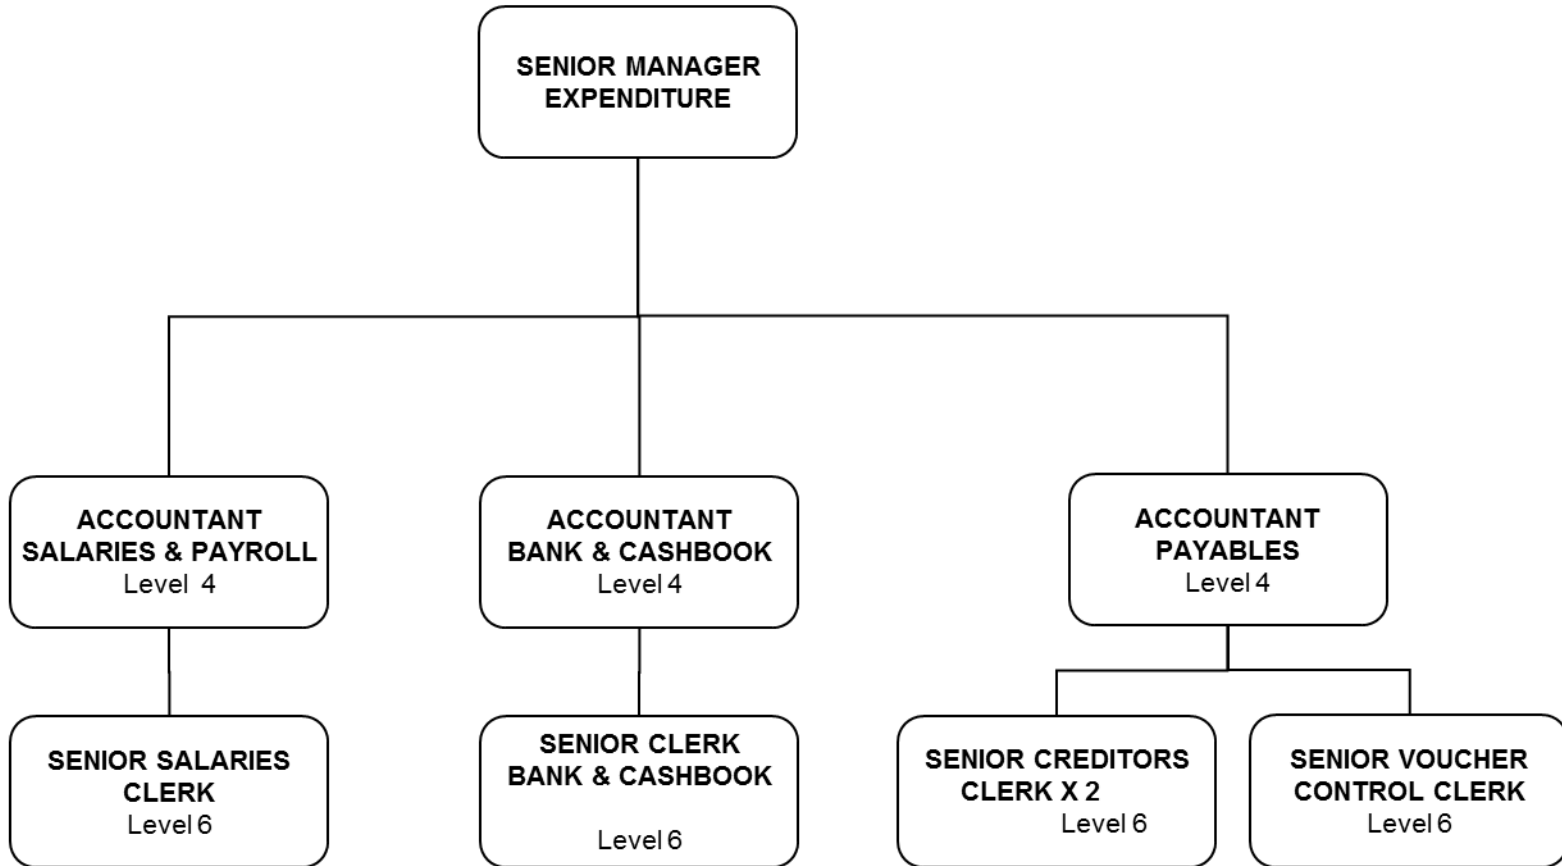 SENIOR MANAGER
EXPENDITURE
ACCOUNTANT
SALARIES & PAYROLL
Level 4
ACCOUNTANT
BANK & CASHBOOK
Level 4
ACCOUNTANT
PAYABLES
Level 4
SENIOR SALARIES
CLERK
Level 6
SENIOR CLERK
BANK & CASHBOOK
Level 6
SENIOR CREDITORS
CLERK X 2
Level 6
SENIOR VOUCHER
CONTROL CLERK
Level 6